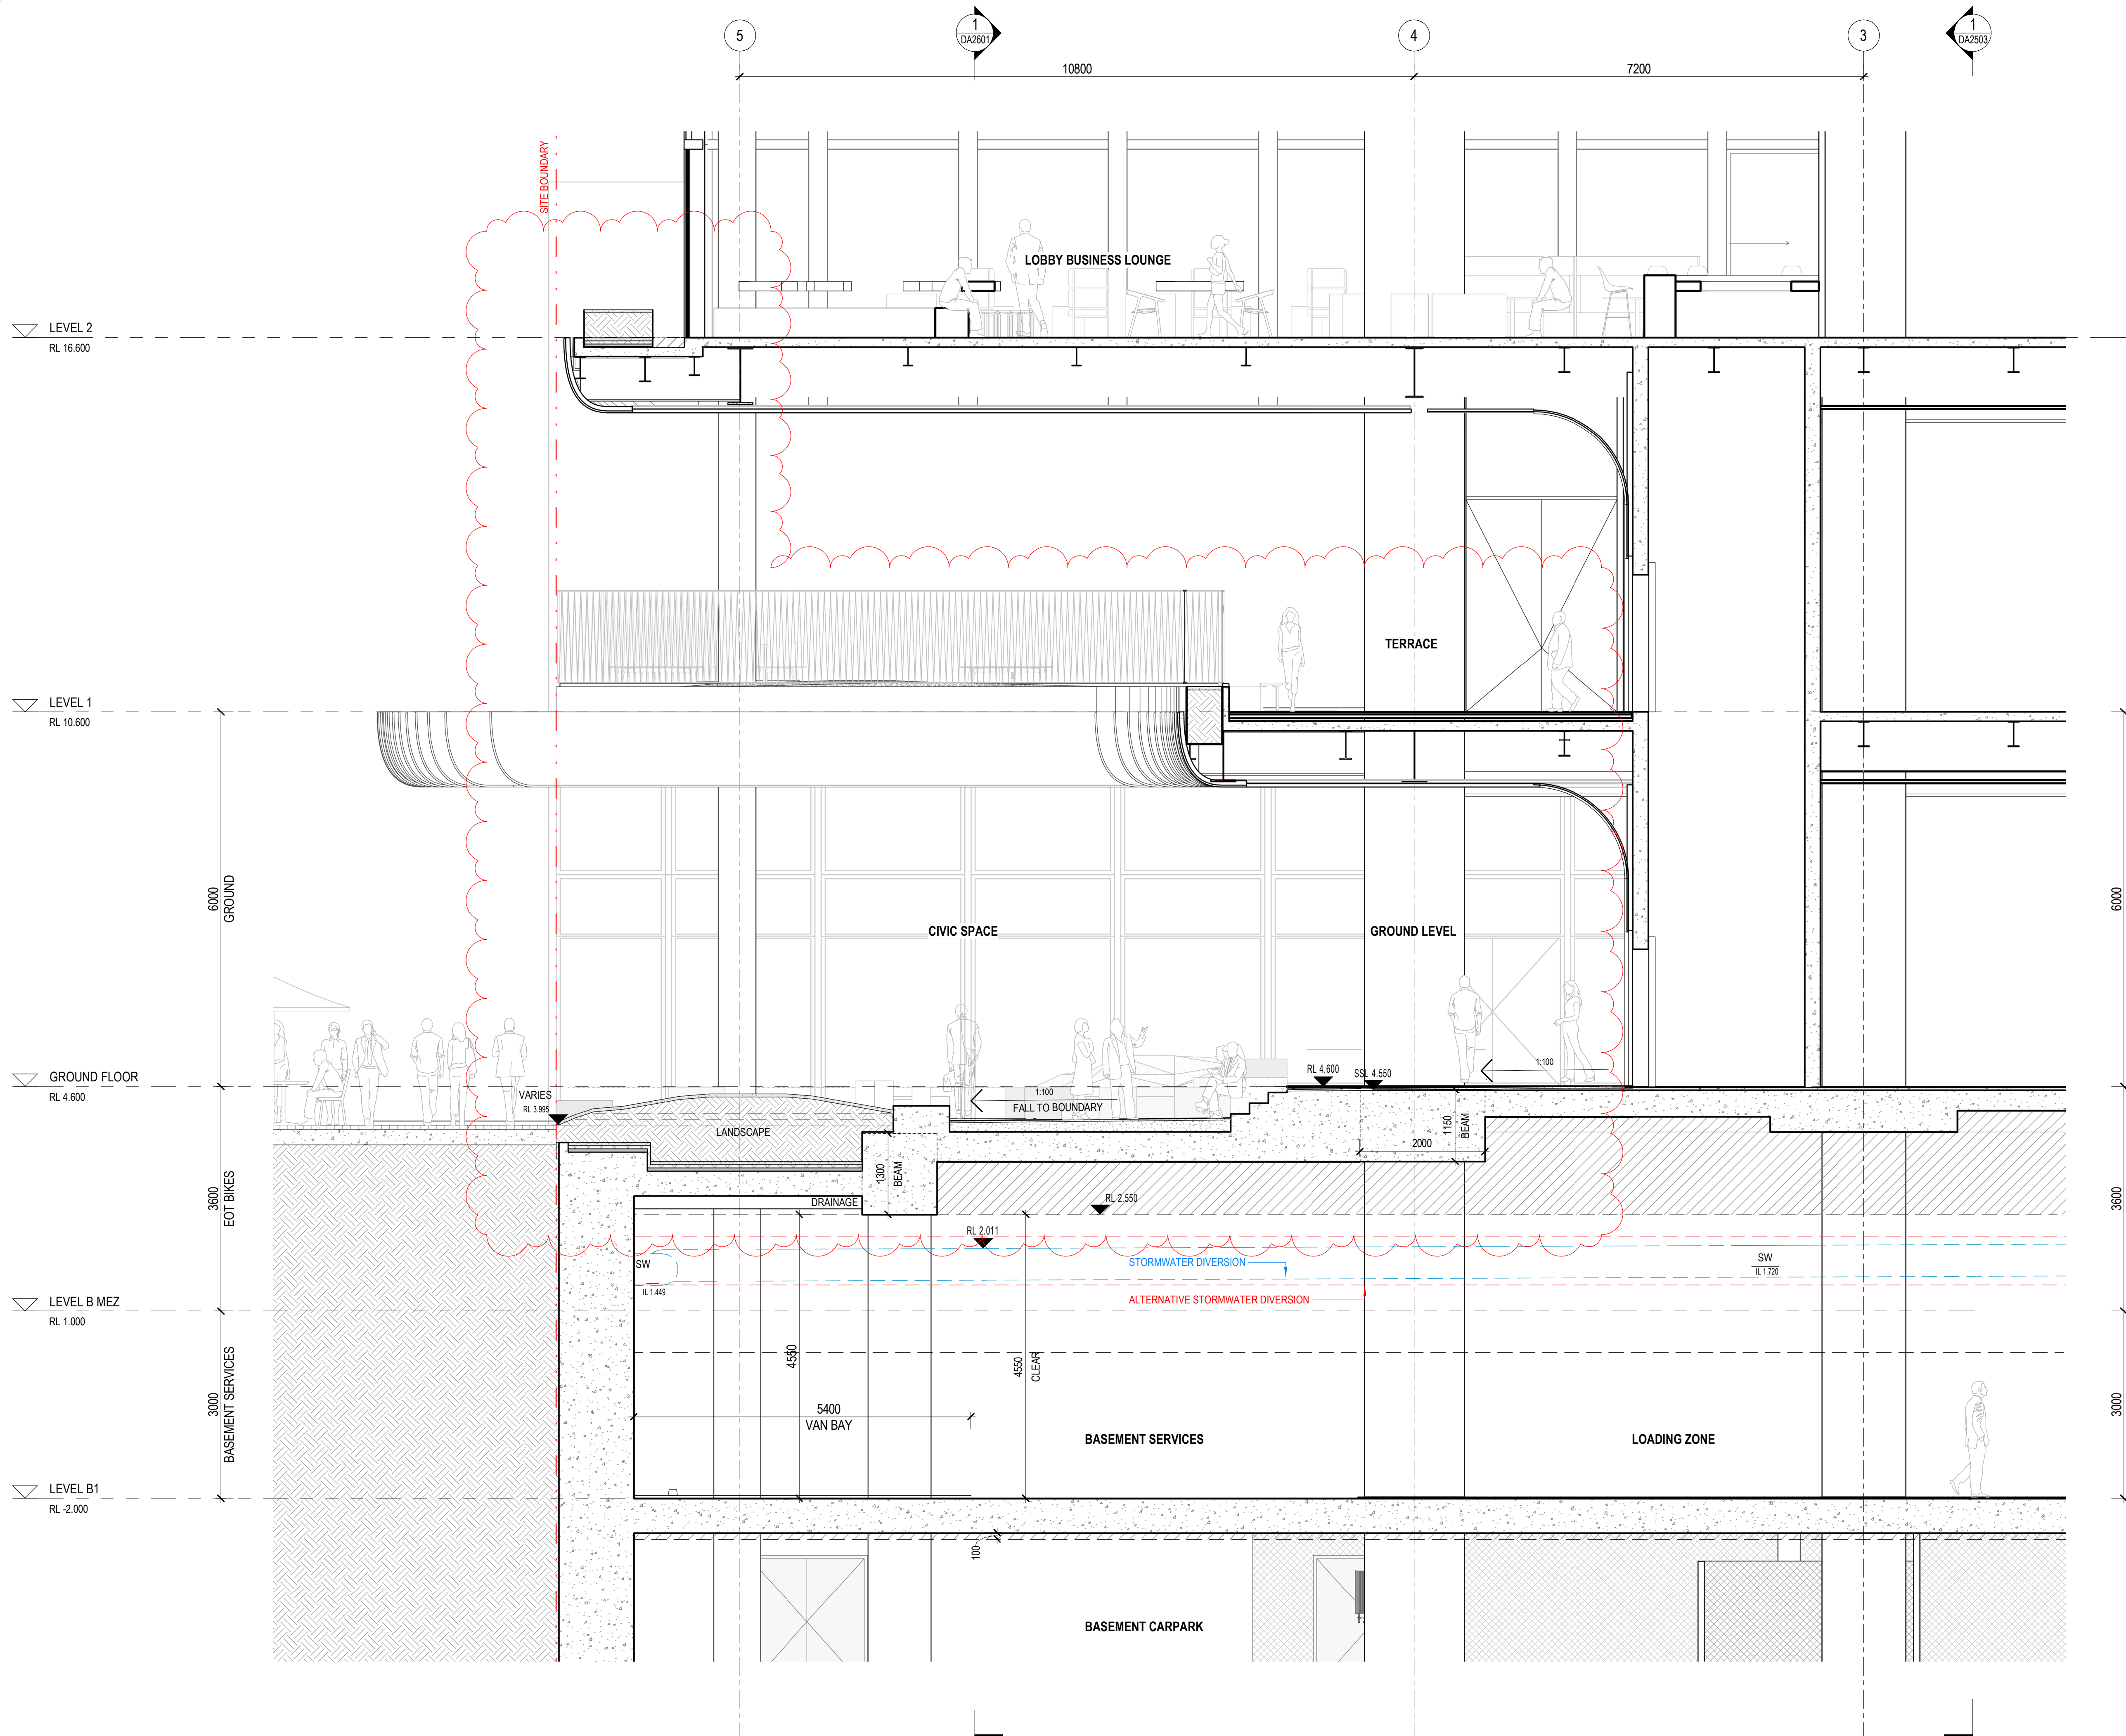 5
1
DA2601
4
3
1
DA2503
10800
7200
SITE BOUNDARY
LOBBY BUSINESS LOUNGE
LEVEL 2
RL 16.600
TERRACE
LEVEL 1
RL 10.600
6000
GROUND
6000
CIVIC SPACE
GROUND LEVEL
GROUND FLOOR
RL 4.600
VARIES
RL 3.995
1:100
FALL TO BOUNDARY
RL 4.600
SSL 4.550
1:100
LANDSCAPE
1150
BEAM
2000
1300
BEAM
3600
EOT BIKES
3600
DRAINAGE
RL 2.550
RL 2.011
SW
IL 1.449
STORMWATER DIVERSION
SW
IL 1.720
ALTERNATIVE STORMWATER DIVERSION
LEVEL B MEZ
RL 1.000
4550
4550
CLEAR
3000
BASEMENT SERVICES
3000
5400
VAN BAY
BASEMENT SERVICES
LOADING ZONE
LEVEL B1
RL -2.000
100
BASEMENT CARPARK